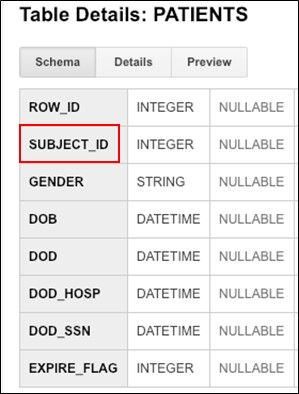 Table Details: PATIENTS
Schema Details Preview
ROW_ID INTEGER NULLABLE
SUBJECT_ID INTEGER NULLABLE
GENDER STRING NULLABLE
DOB DATETIME NULLABLE
DOD DATETIME NULLABLE
DOD_HOSP DATETIME NULLABLE
DOD_SSN DATETIME NULLABLE
EXPIRE_FLAG INTEGER NULLABLE